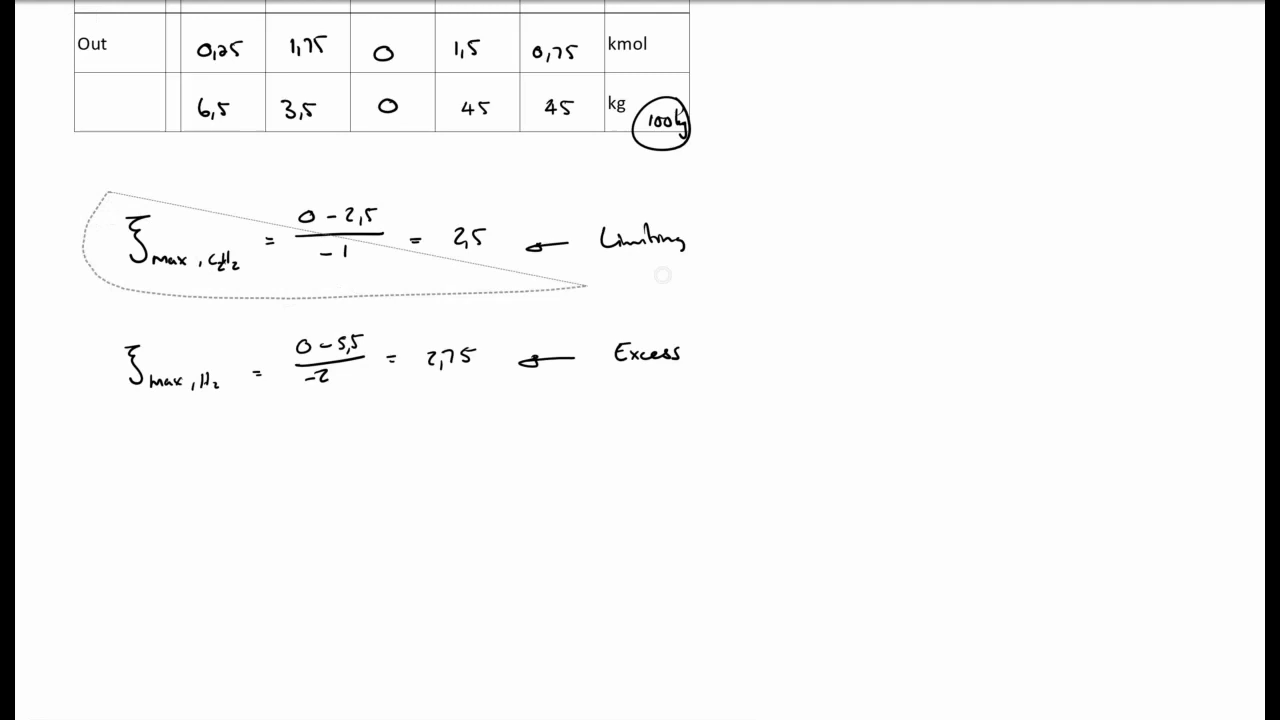 Out 0,25 1,75 0 1,5 0,75 kmol
6,5 3,5 0 45 45 kg 100kg
ξmax, C2H2 = 0 - 2,5 / -1 = 2,5 ← Limiting
ξmax, H2 = 0 - 5,5 / -2 = 2,75 ← Excess